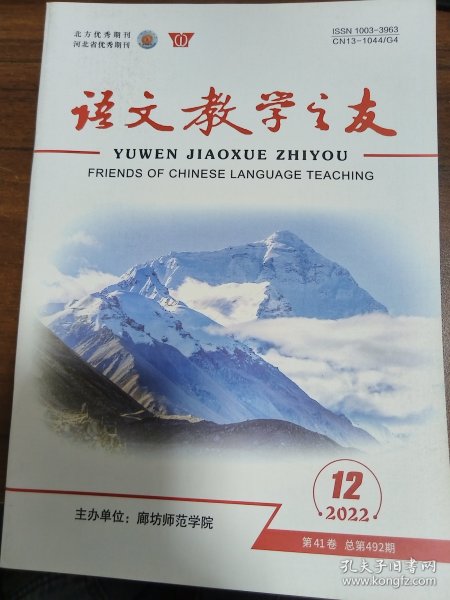 北方优秀期刊
河北省优秀期刊
ISSN 1003-3963
CN13-1044/G4
语文教学之友
YUWEN JIAOXUE ZHIYOU
FRIENDS OF CHINESE LANGUAGE TEACHING
12
2022
主办单位：廊坊师范学院
第41卷 总第492期
孔夫子旧书网
www.kongfz.com